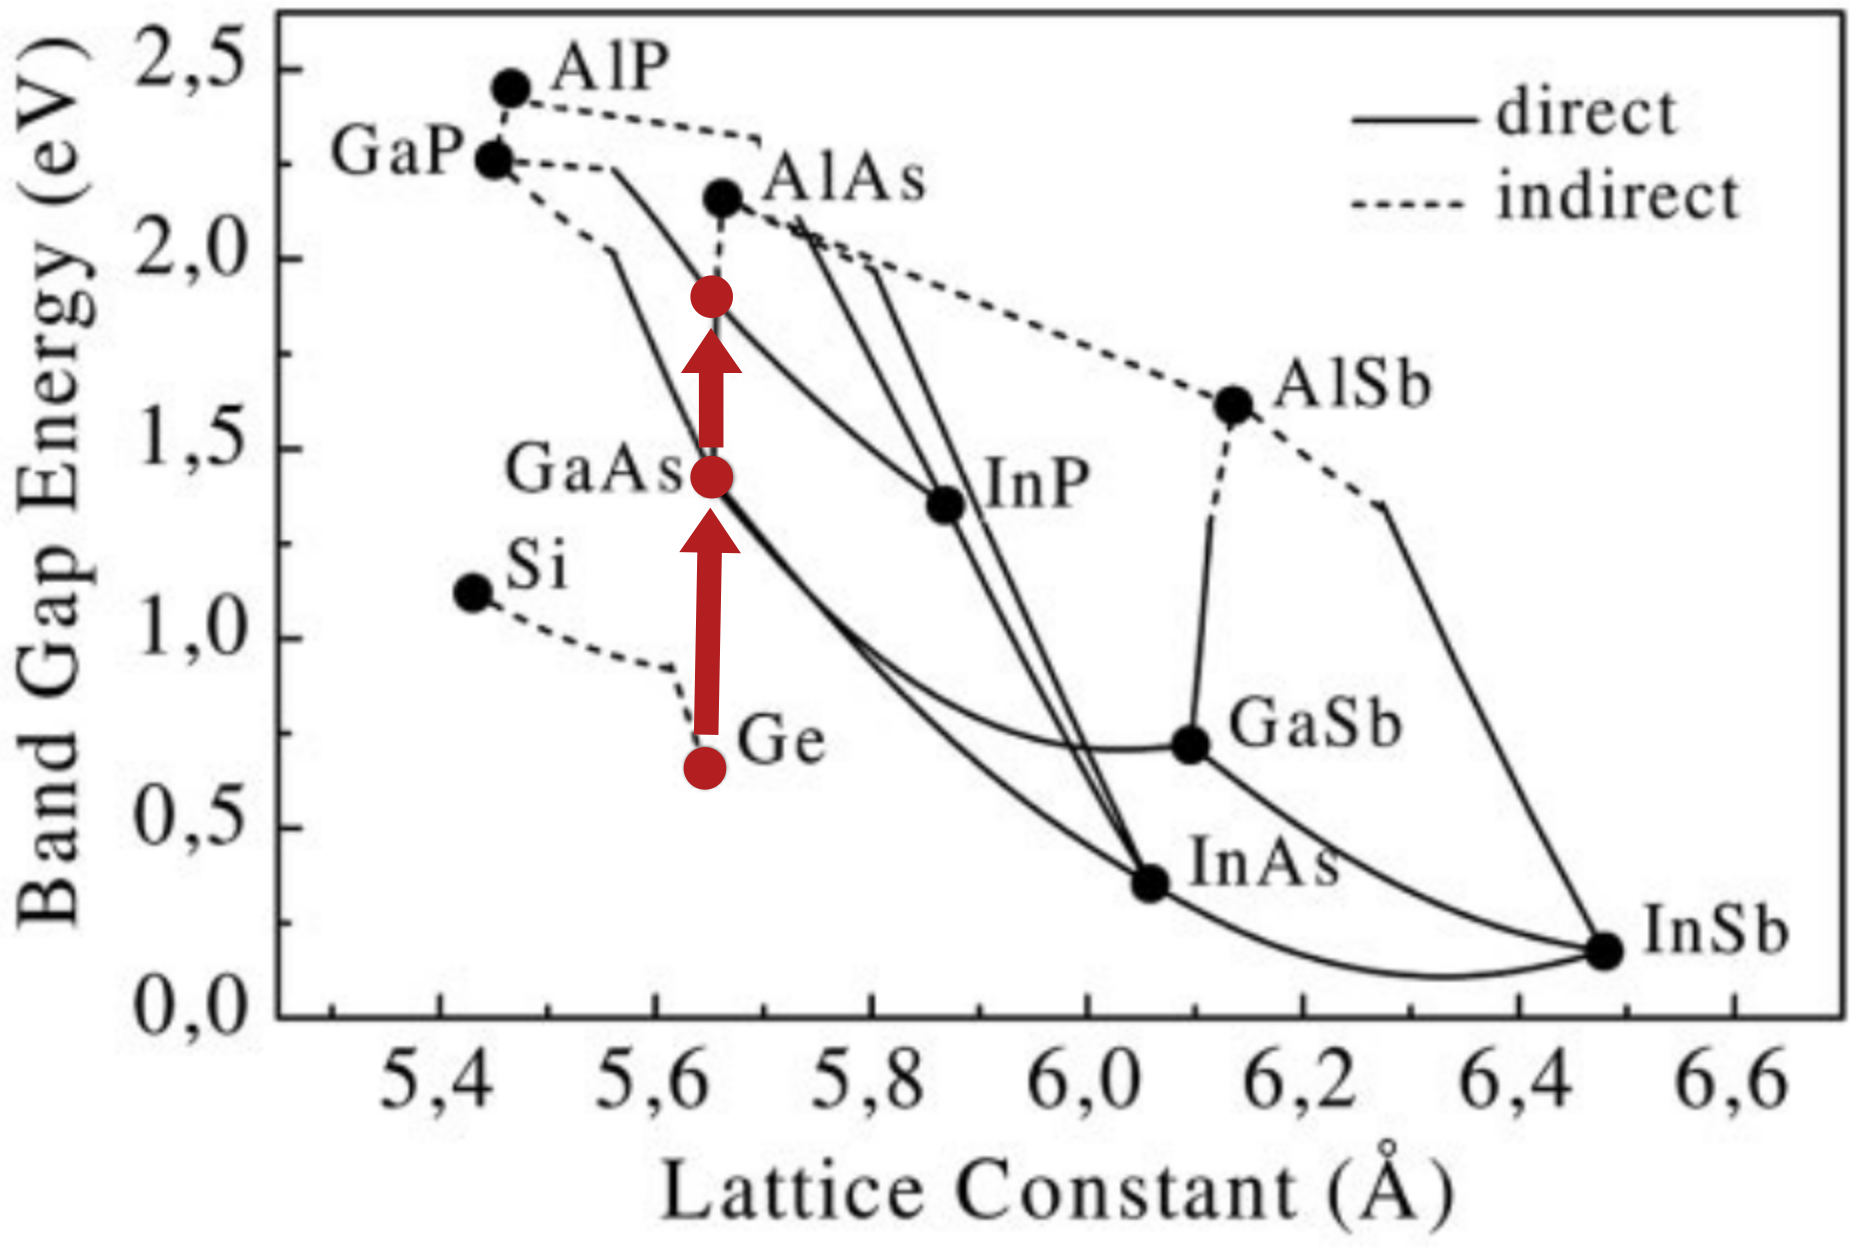 Band Gap Energy (eV)
2,5
2,0
1,5
1,0
0,5
0,0
AlP
GaP
AlAs
direct
indirect
AlSb
GaAs
InP
Si
Ge
GaSb
InAs
InSb
5,4
5,6
5,8
6,0
6,2
6,4
6,6
Lattice Constant (Å)